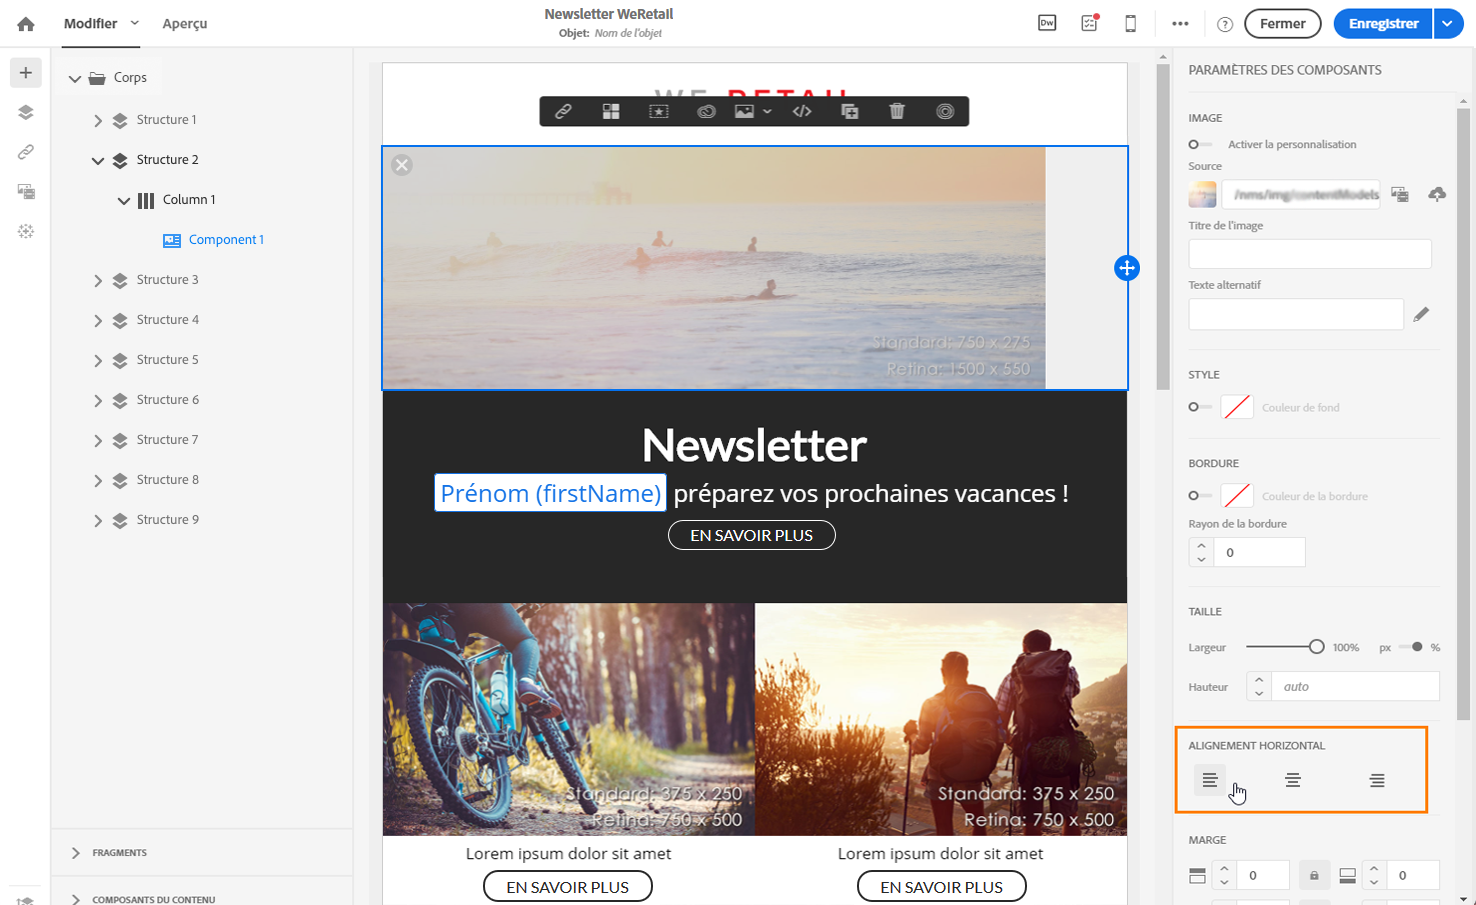 Modifier
Aperçu
Newsletter WeRetail
Objet: Nom de l'objet
Dw
?
Fermer
Enregistrer
Corps
Structure 1
Structure 2
Column 1
Component 1
Structure 3
Structure 4
Structure 5
Structure 6
Structure 7
Structure 8
Structure 9
FRAGMENTS
COMPOSANTS DU CONTENU
WE RETAIL
Standard: 750 x 275
Retina: 1500 x 550
Newsletter
Prénom (firstName) préparez vos prochaines vacances !
EN SAVOIR PLUS
Standard: 375 x 250
Retina: 750 x 500
Standard: 375 x 250
Retina: 750 x 500
Lorem ipsum dolor sit amet
Lorem ipsum dolor sit amet
EN SAVOIR PLUS
EN SAVOIR PLUS
PARAMÈTRES DES COMPOSANTS
IMAGE
Activer la personnalisation
Source
/nms/img/contentModels
Titre de l'image
Texte alternatif
STYLE
Couleur de fond
BORDURE
Couleur de la bordure
Rayon de la bordure
0
TAILLE
Largeur 100% px %
Hauteur auto
ALIGNEMENT HORIZONTAL
MARGE
0 0